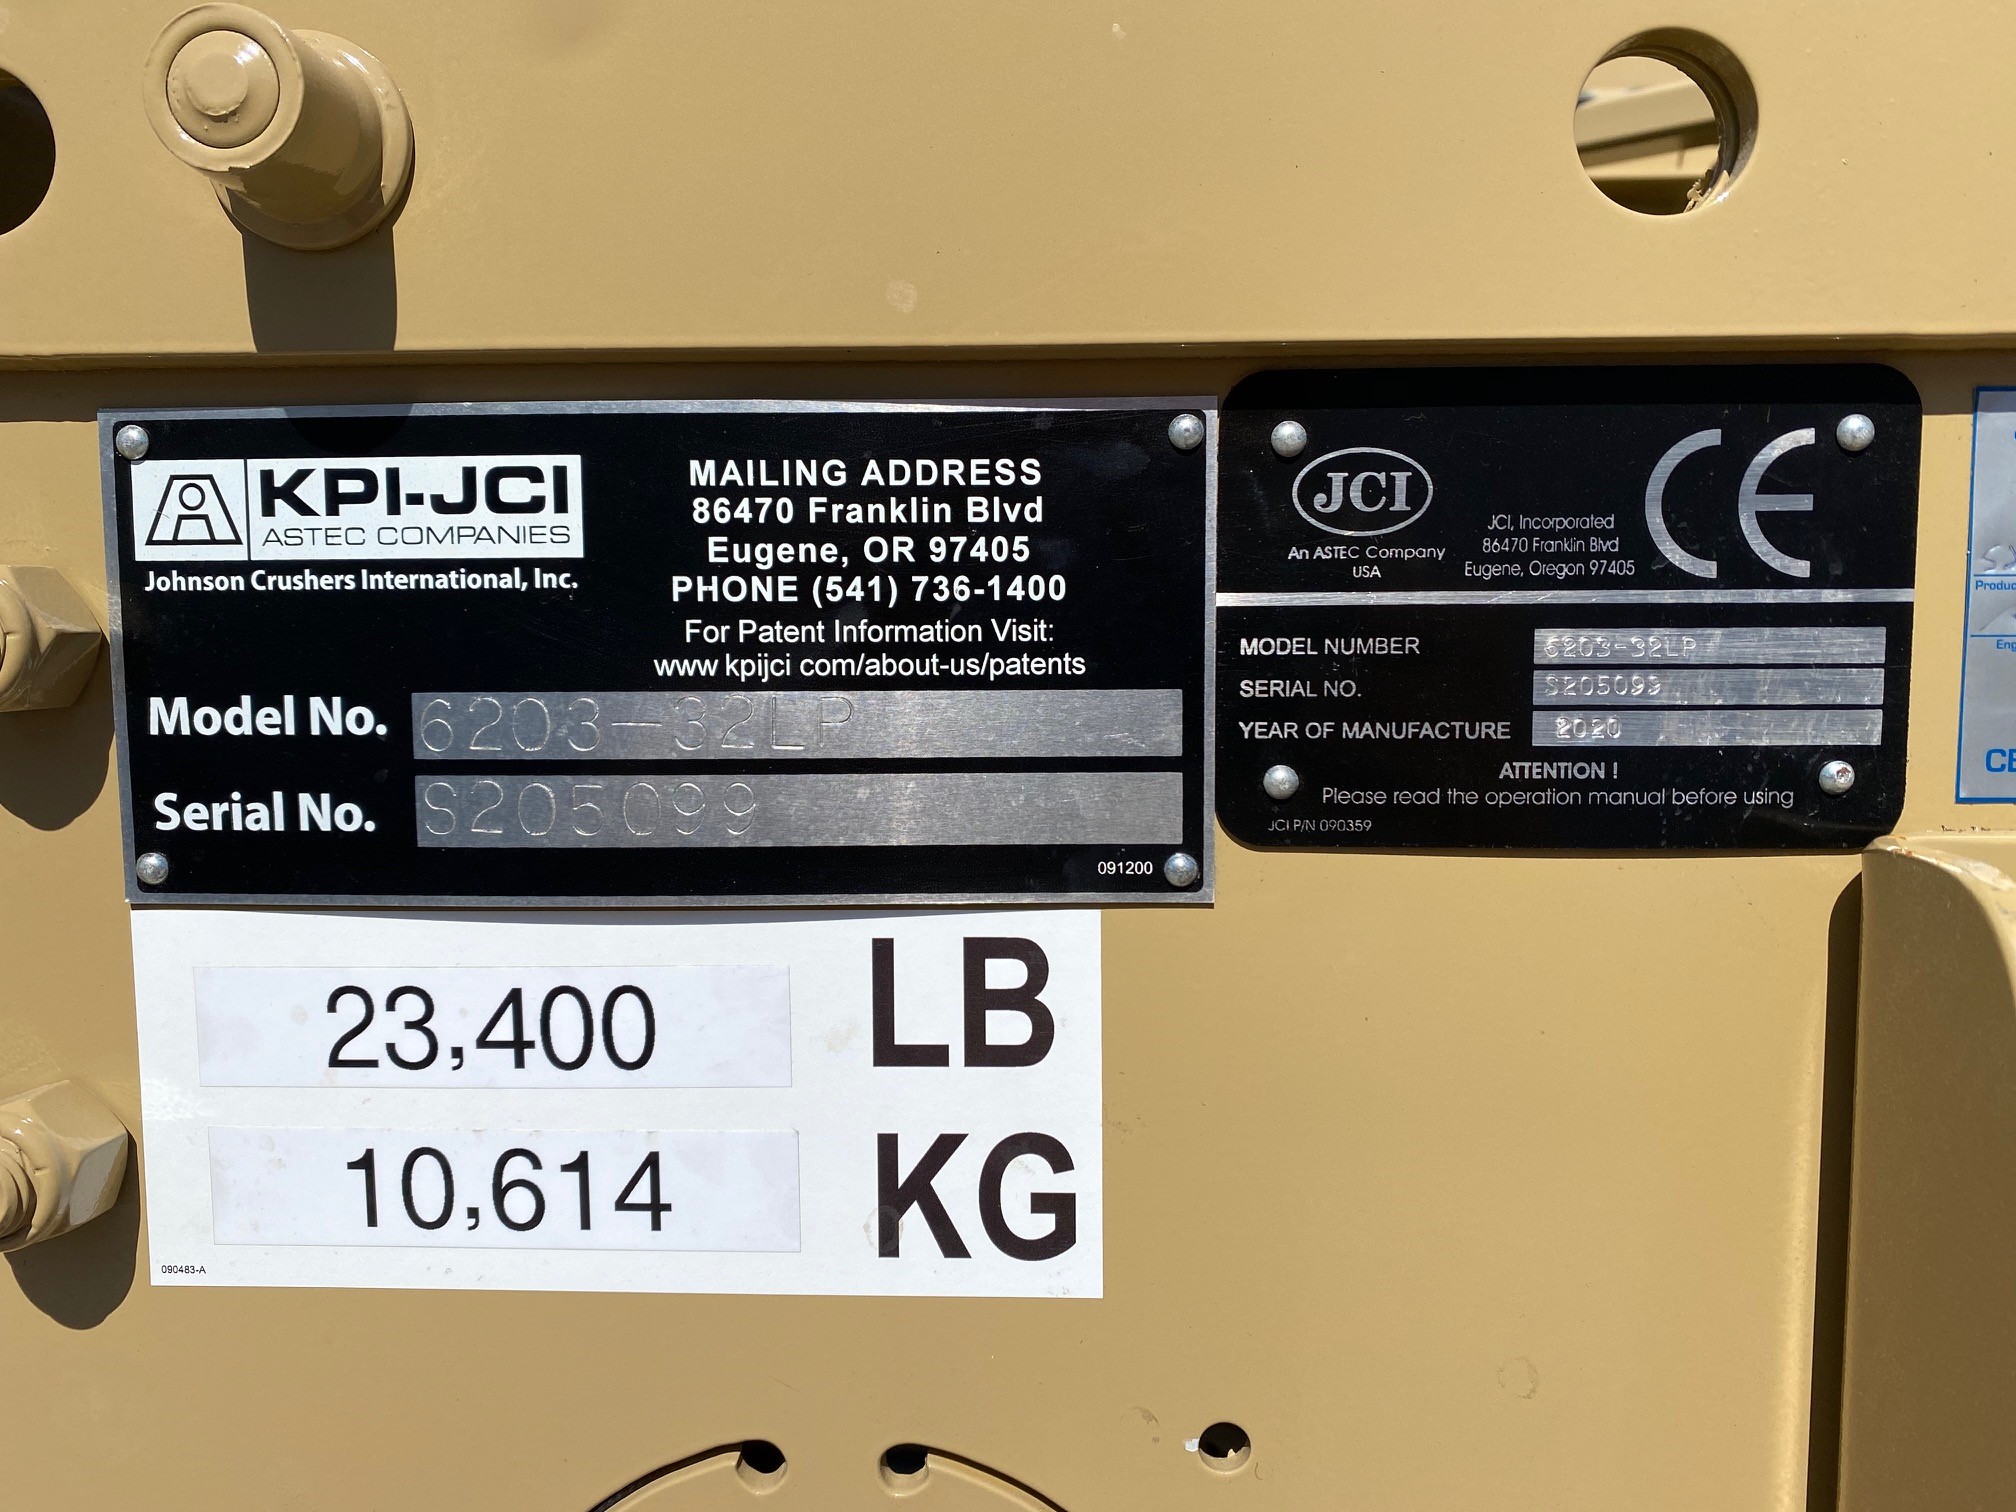 KPI-JCI
ASTEC COMPANIES
Johnson Crushers International, Inc.
MAILING ADDRESS
86470 Franklin Blvd
Eugene, OR 97405
PHONE (541) 736-1400
For Patent Information Visit:
www kpijci com/about-us/patents
Model No. 6203-32LP
Serial No. S205099
091200
JCI
An ASTEC Company
USA
JCI, Incorporated
86470 Franklin Blvd
Eugene, Oregon 97405
CE
MODEL NUMBER 6203-32LP
SERIAL NO. S205099
YEAR OF MANUFACTURE 2020
ATTENTION !
Please read the operation manual before using
JCI P/N 090359
23,400 LB
10,614 KG
090483-A